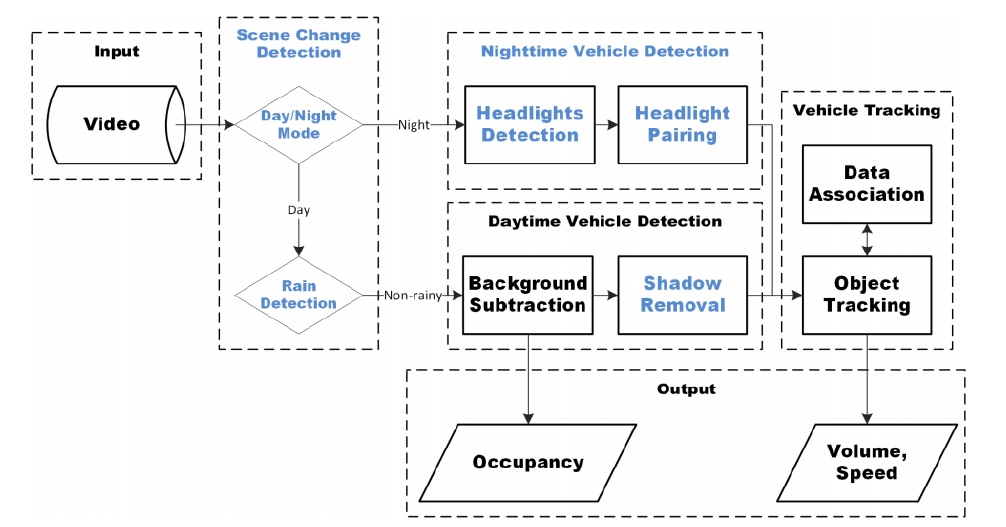 Input
Video
Scene Change
Detection
Day/Night
Mode
Day
Rain
Detection
Night
Non-rainy
Nighttime Vehicle Detection
Headlights
Detection
Headlight
Pairing
Daytime Vehicle Detection
Background
Subtraction
Shadow
Removal
Vehicle Tracking
Data
Association
Object
Tracking
Output
Occupancy
Volume,
Speed